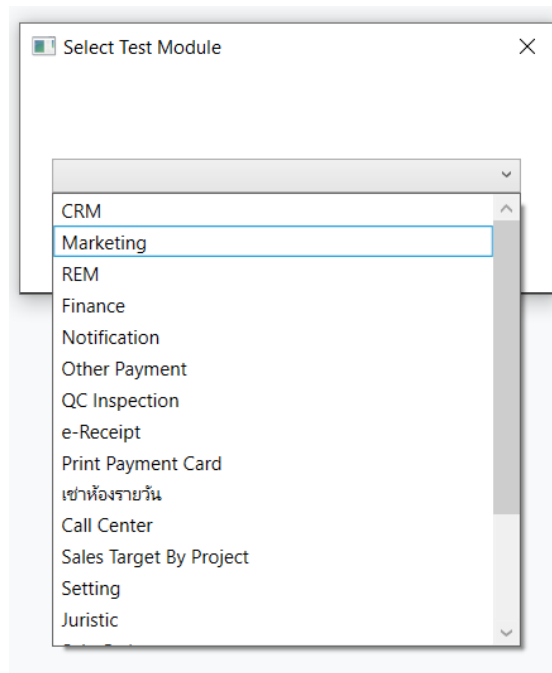 Select Test Module
CRM
Marketing
REM
Finance
Notification
Other Payment
QC Inspection
e-Receipt
Print Payment Card
เช่าห้องรายวัน
Call Center
Sales Target By Project
Setting
Juristic